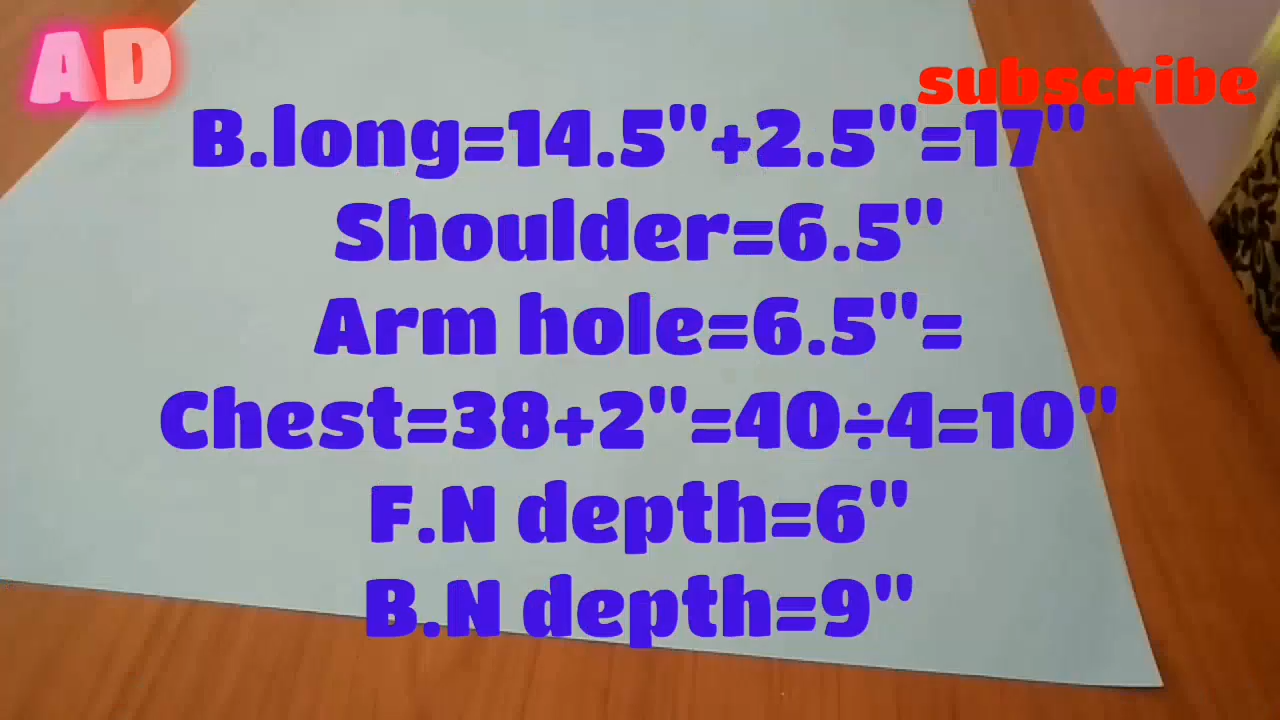 AD
subscribe
B.long=14.5"+2.5"=17"
Shoulder=6.5"
Arm hole=6.5"=
Chest=38+2"=40÷4=10"
F.N depth=6"
B.N depth=9"